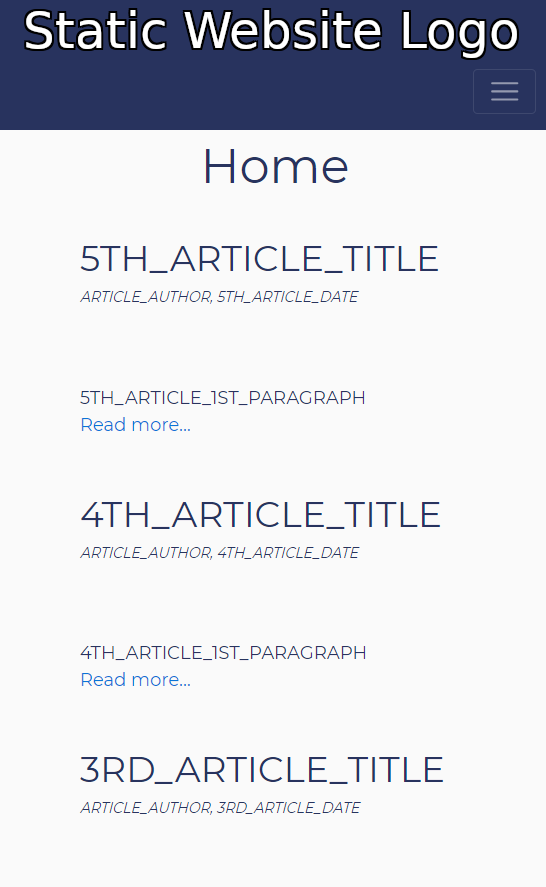 Static Website Logo
Home
5TH_ARTICLE_TITLE
ARTICLE_AUTHOR, 5TH_ARTICLE_DATE
5TH_ARTICLE_1ST_PARAGRAPH
Read more...
4TH_ARTICLE_TITLE
ARTICLE_AUTHOR, 4TH_ARTICLE_DATE
4TH_ARTICLE_1ST_PARAGRAPH
Read more...
3RD_ARTICLE_TITLE
ARTICLE_AUTHOR, 3RD_ARTICLE_DATE